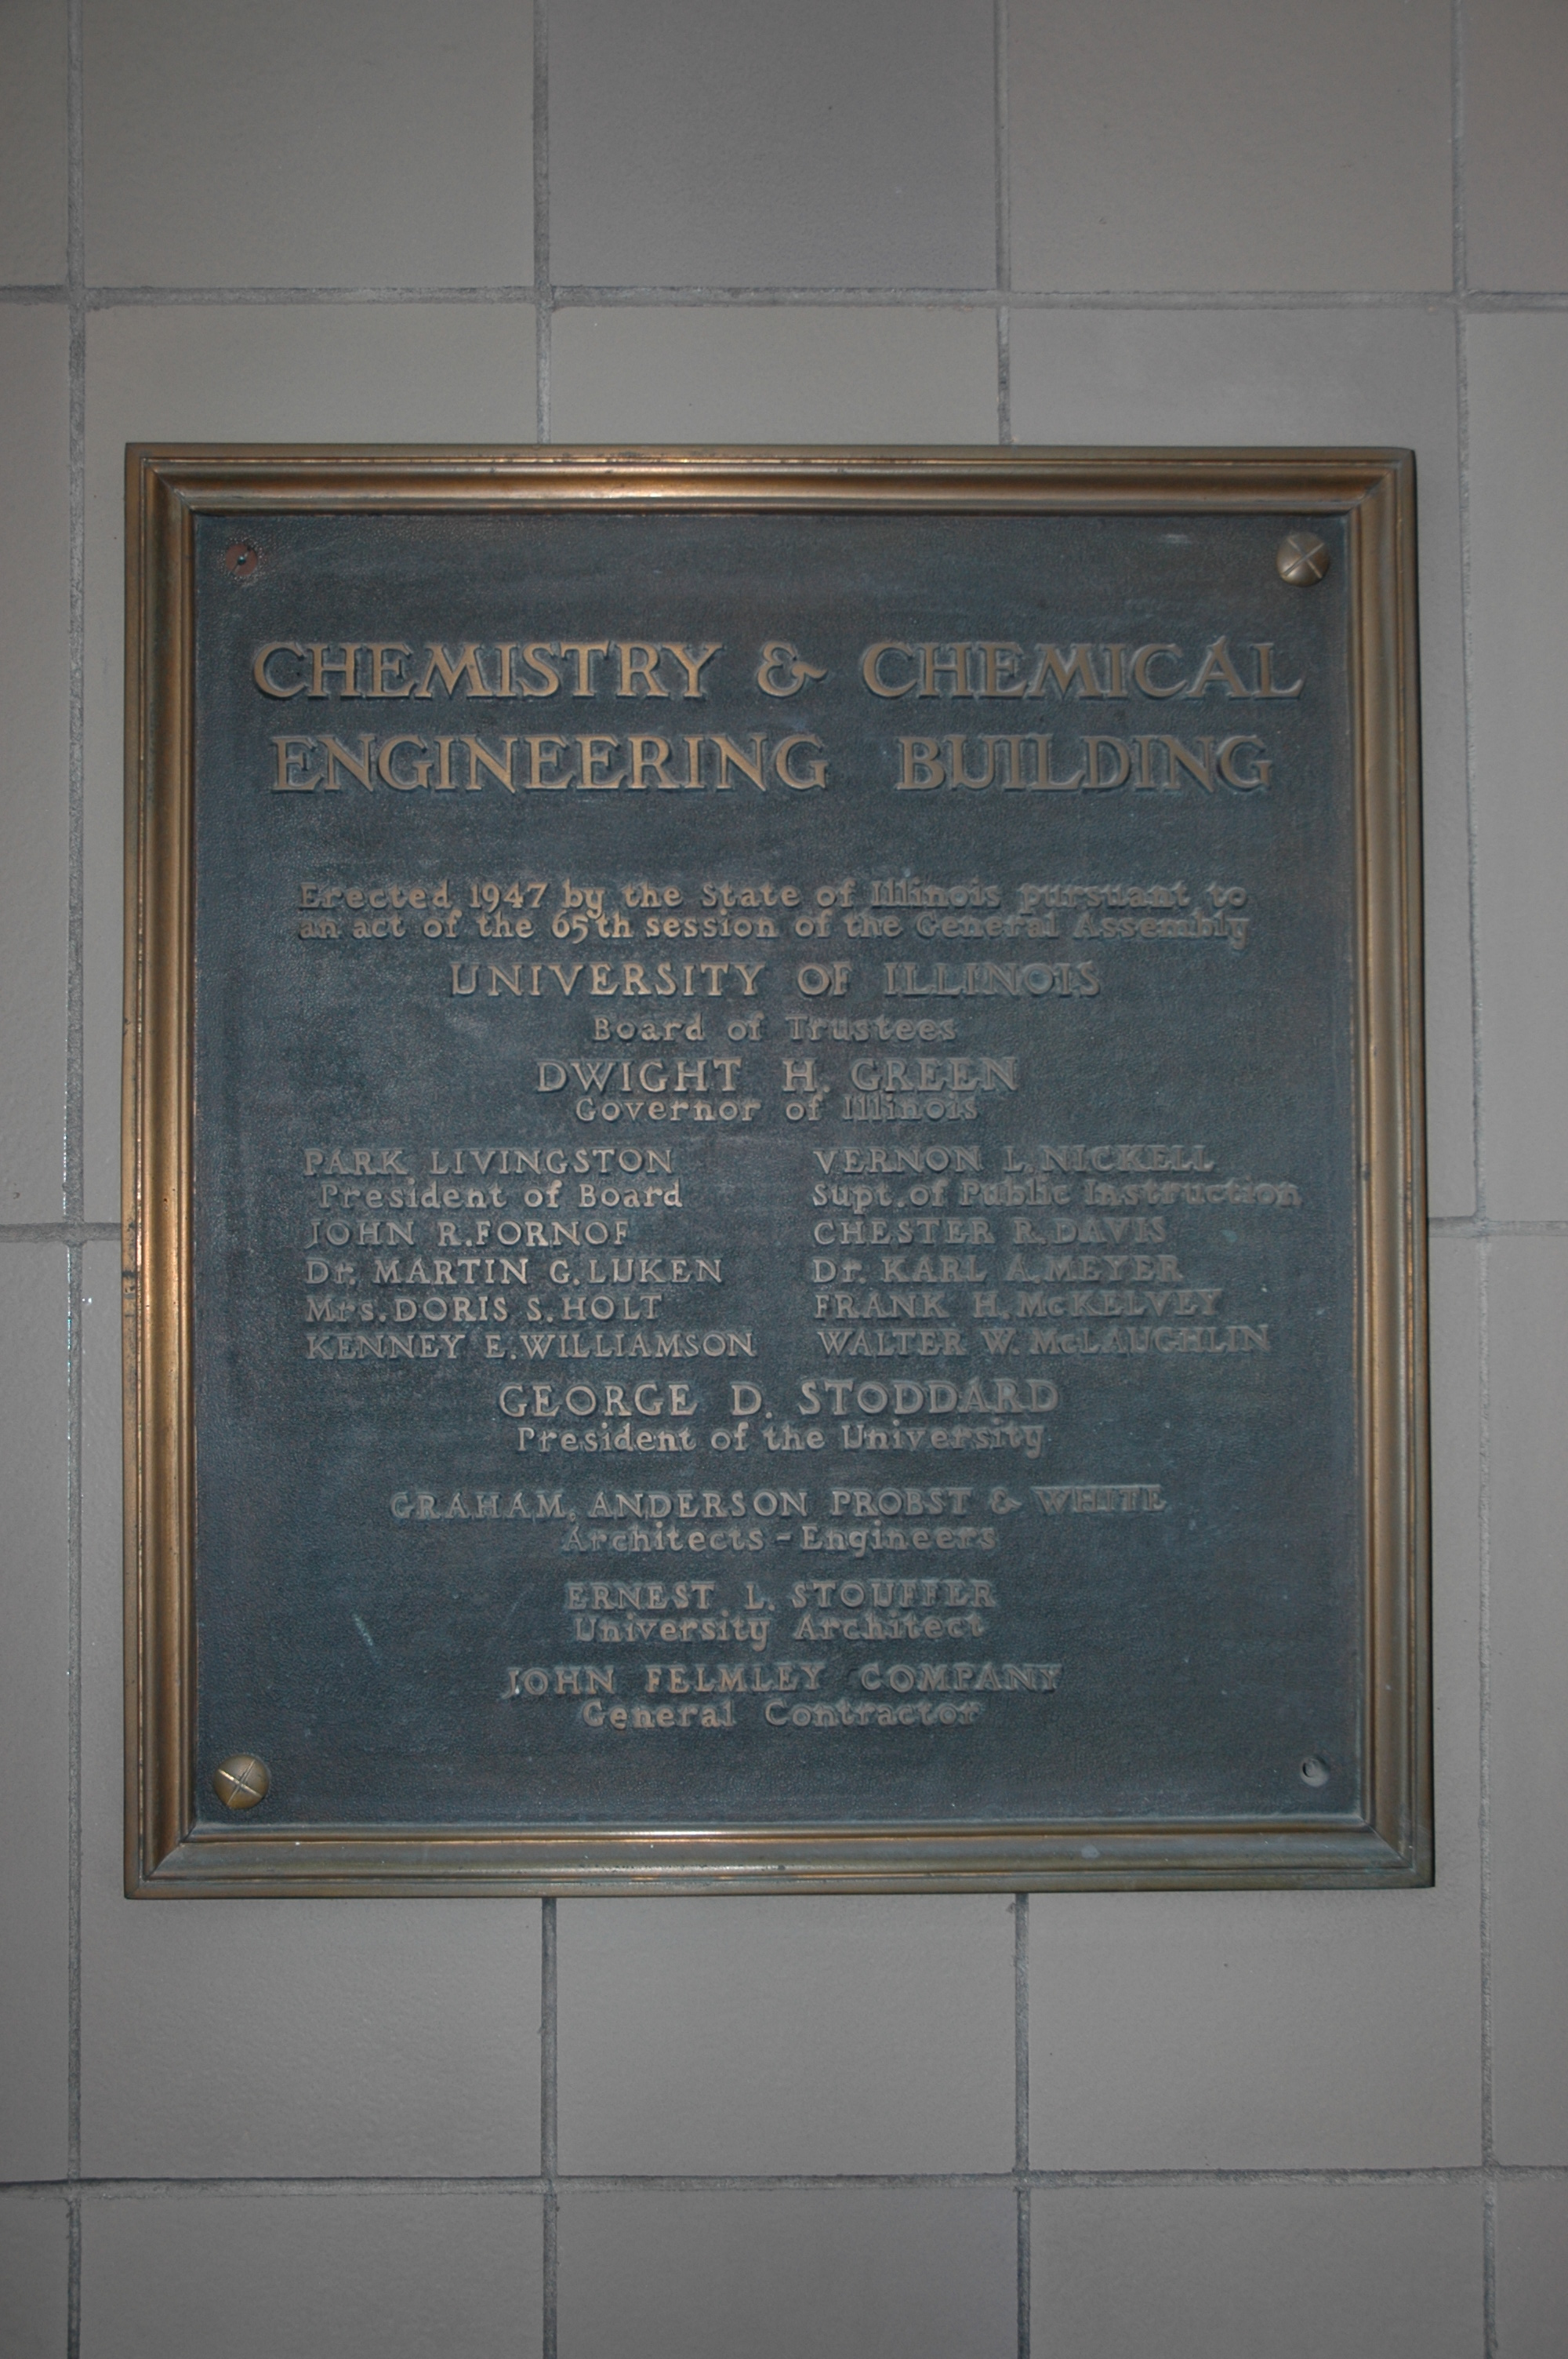 CHEMISTRY & CHEMICAL
ENGINEERING BUILDING
Erected 1947 by the State of Illinois pursuant to
an act of the 65th session of the General Assembly
UNIVERSITY OF ILLINOIS
Board of Trustees
DWIGHT H. GREEN
Governor of Illinois
PARK LIVINGSTON
President of Board
JOHN R. FORNOF
Dr. MARTIN G. LUKEN
Mrs. DORIS S. HOLT
KENNEY E. WILLIAMSON
VERNON L. NICKELL
Supt. of Public Instruction
CHESTER R. DAVIS
Dr. KARL A. MEYER
FRANK H. McKELVEY
WALTER W. McLAUGHLIN
GEORGE D. STODDARD
President of the University
GRAHAM, ANDERSON PROBST & WHITE
Architects - Engineers
ERNEST L. STOUFFER
University Architect
JOHN FELMLEY COMPANY
General Contractor